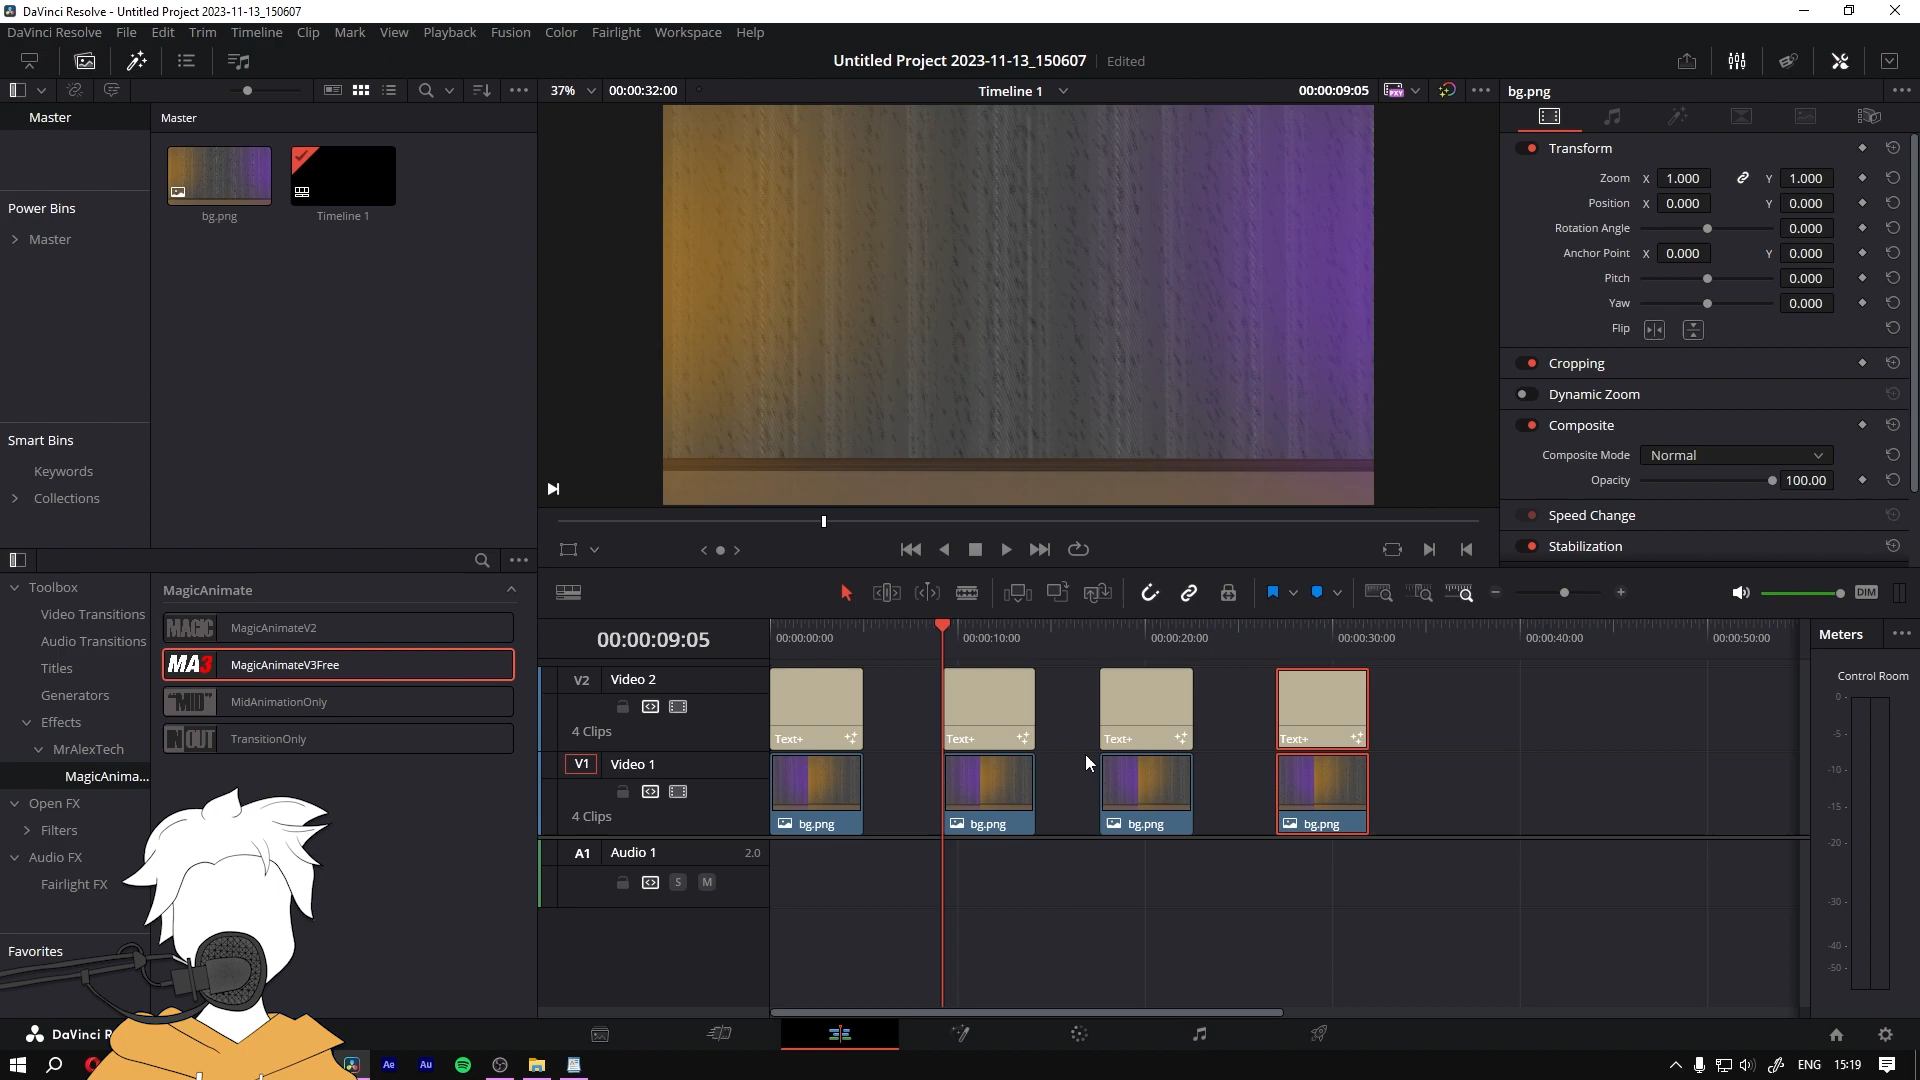 DaVinci Resolve - Untitled Project 2023-11-13_150607
DaVinci Resolve File Edit Trim Timeline Clip Mark View Playback Fusion Color Fairlight Workspace Help
Untitled Project 2023-11-13_150607 Edited
37% 00:00:32:00 Timeline 1 00:00:09:05 PXY bg.png
Master
Master
Power Bins
Master
bg.png
Timeline 1
Smart Bins
Keywords
Collections
Transform
Zoom X 1.000 Y 1.000
Position X 0.000 Y 0.000
Rotation Angle 0.000
Anchor Point X 0.000 Y 0.000
Pitch 0.000
Yaw 0.000
Flip
Cropping
Dynamic Zoom
Composite
Composite Mode Normal
Opacity 100.00
Speed Change
Stabilization
Toolbox
Video Transitions
Audio Transitions
Titles
Generators
Effects
MrAlexTech
MagicAnima...
Open FX
Filters
Audio FX
Fairlight FX
Favorites
MagicAnimate
MAGIC MagicAnimateV2
MA3 MagicAnimateV3Free
"MID" MidAnimationOnly
IN OUT TransitionOnly
DIM
00:00:09:05
00:00:00:00 00:00:10:00 00:00:20:00 00:00:30:00 00:00:40:00 00:00:50:00
V2 Video 2
4 Clips
Text+ Text+ Text+ Text+
V1 Video 1
4 Clips
bg.png bg.png bg.png bg.png
A1 Audio 1 2.0
S M
Meters
Control Room
0
-5
-10
-15
-20
-30
-40
-50
DaVinci R
Ae Au
ENG 15:19